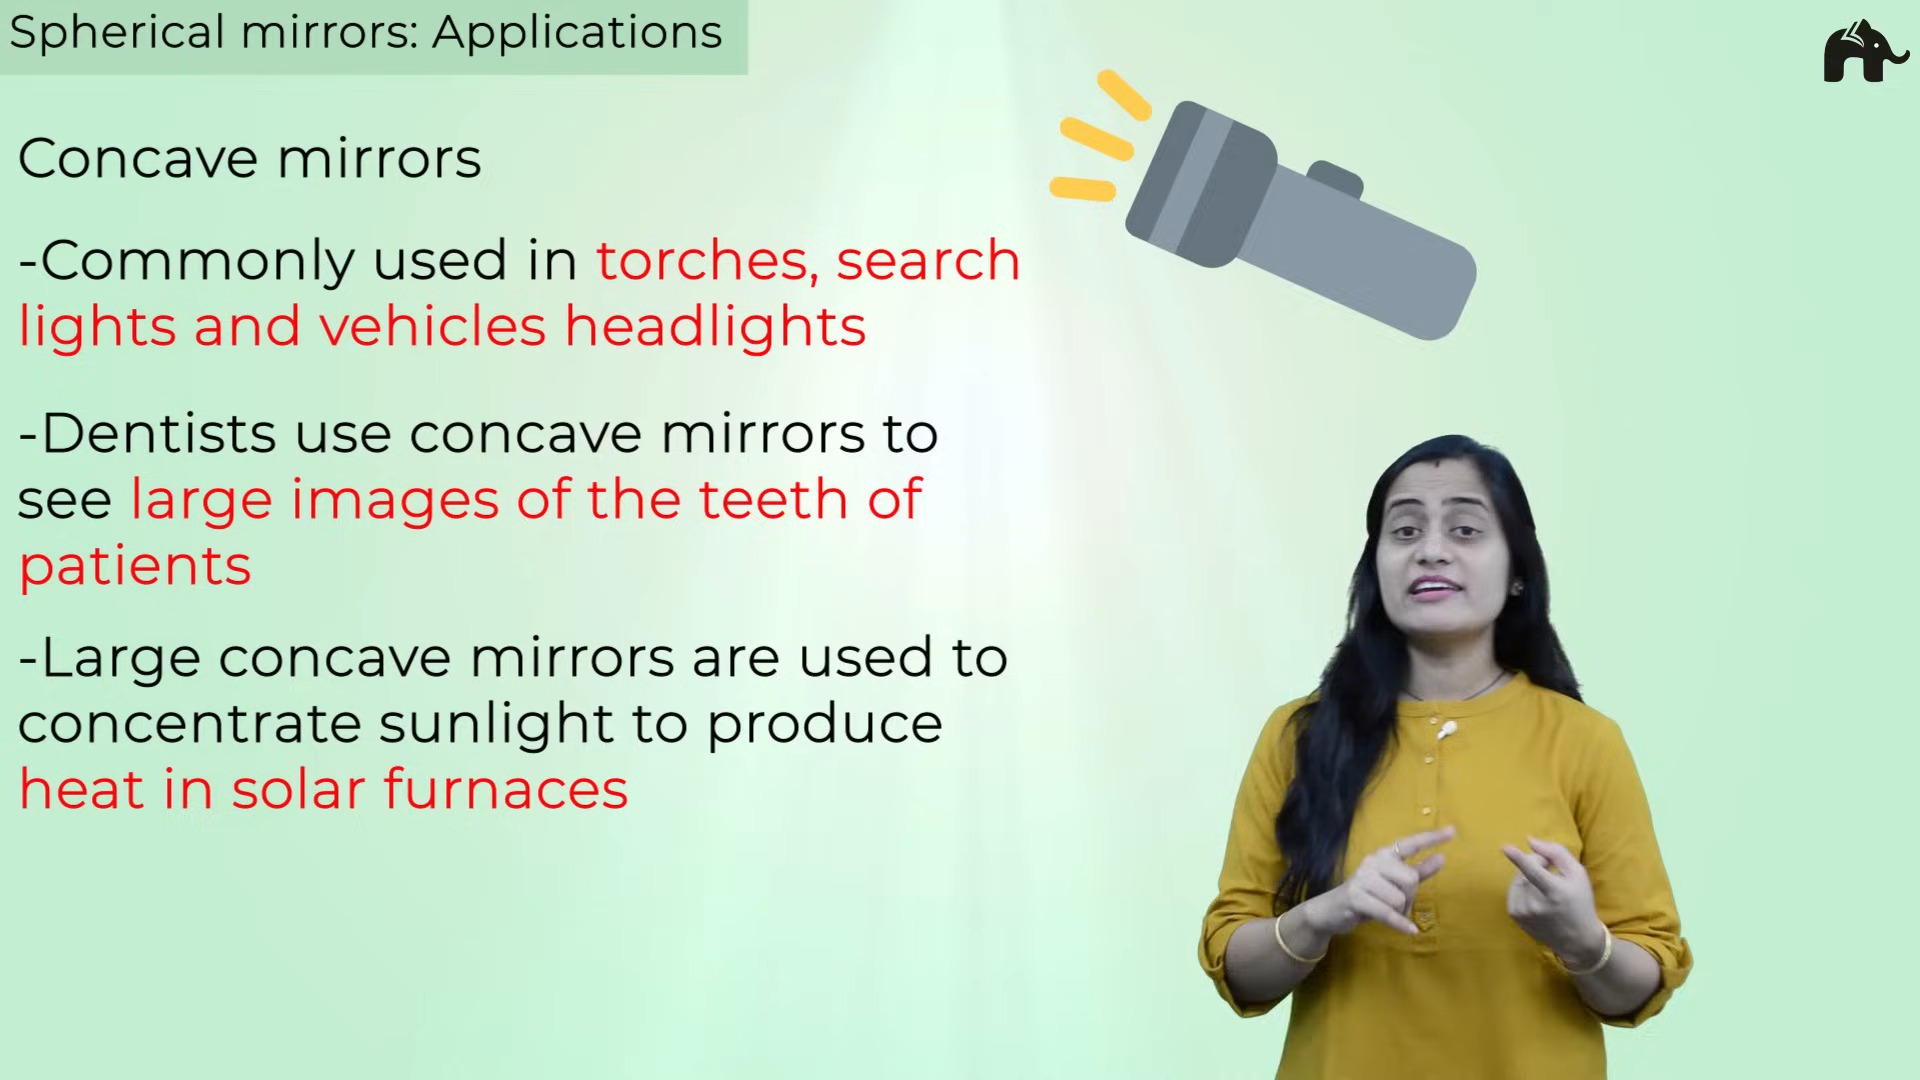 Spherical mirrors: Applications
Concave mirrors
-Commonly used in torches, search
lights and vehicles headlights
-Dentists use concave mirrors to
see large images of the teeth of
patients
-Large concave mirrors are used to
concentrate sunlight to produce
heat in solar furnaces